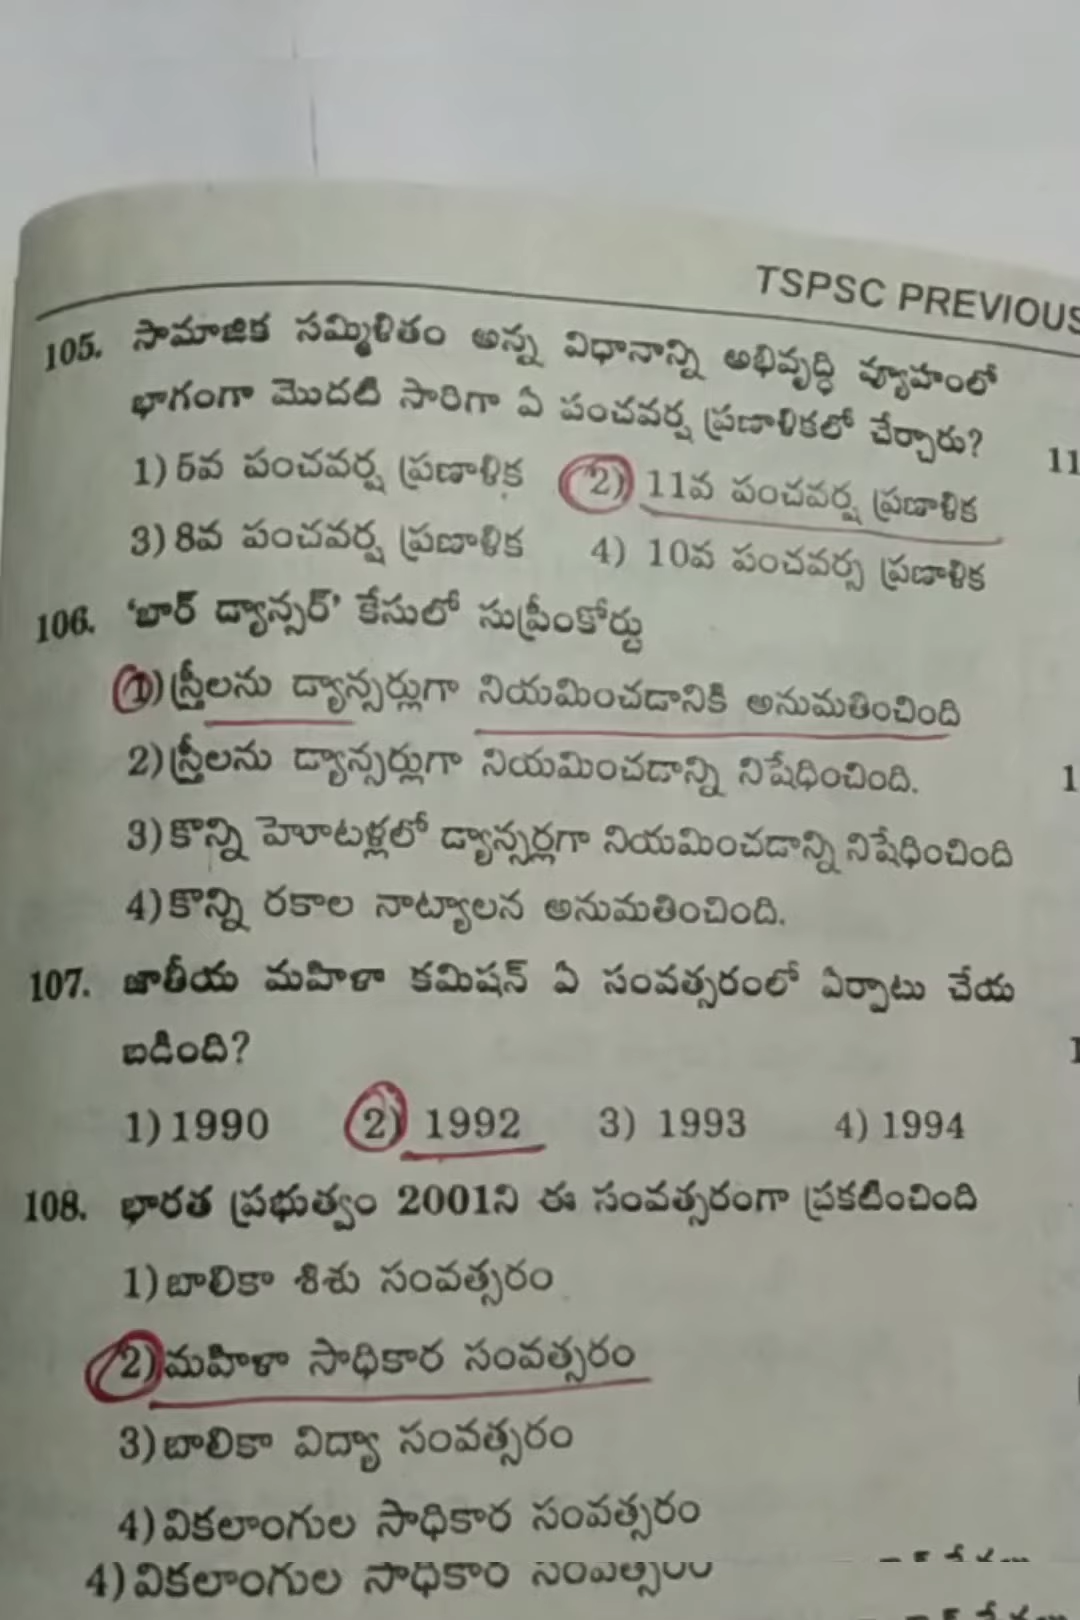 TSPSC PREVIOUS
105. సామాజిక సమ్మిళితం అన్న విధానాన్ని అభివృద్ధి వ్యూహంలో
భాగంగా మొదటి సారిగా ఏ పంచవర్ష ప్రణాళికలో చేర్చారు?
1) 5వ పంచవర్ష ప్రణాళిక 2) 11వ పంచవర్ష ప్రణాళిక
3) 8వ పంచవర్ష ప్రణాళిక 4) 10వ పంచవర్స ప్రణాళిక
106. 'బార్ డ్యాన్సర్' కేసులో సుప్రీంకోర్టు
1) స్త్రీలను డ్యాన్సర్లుగా నియమించడానికి అనుమతించింది
2) స్త్రీలను డ్యాన్సర్లుగా నియమించడాన్ని నిషేధించింది.
3) కొన్ని హెూటళ్లలో డ్యాన్సర్లగా నియమించడాన్ని నిషేధించింది
4) కొన్ని రకాల నాట్యాలన అనుమతించింది.
107. జాతీయ మహిళా కమిషన్ ఏ సంవత్సరంలో ఏర్పాటు చేయ
బడింది?
1) 1990 2) 1992 3) 1993 4) 1994
108. భారత ప్రభుత్వం 2001ని ఈ సంవత్సరంగా ప్రకటించింది
1) బాలికా శిశు సంవత్సరం
2) మహిళా సాధికార సంవత్సరం
3) బాలికా విద్యా సంవత్సరం
4) వికలాంగుల సాధికార సంవత్సరం
4) వికలాంగుల
11
1
1